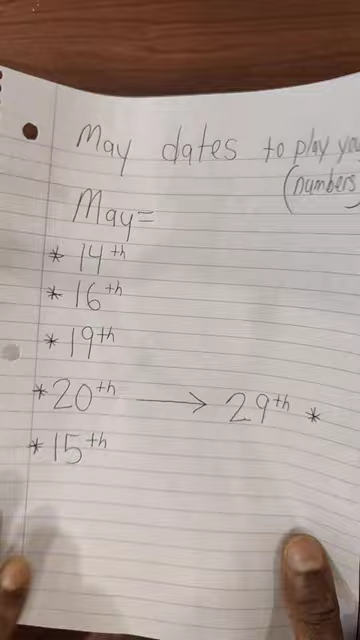 May dates to play
(numbers
May=
* 14th
* 16th
* 19th
* 20th → 29th *
* 15th